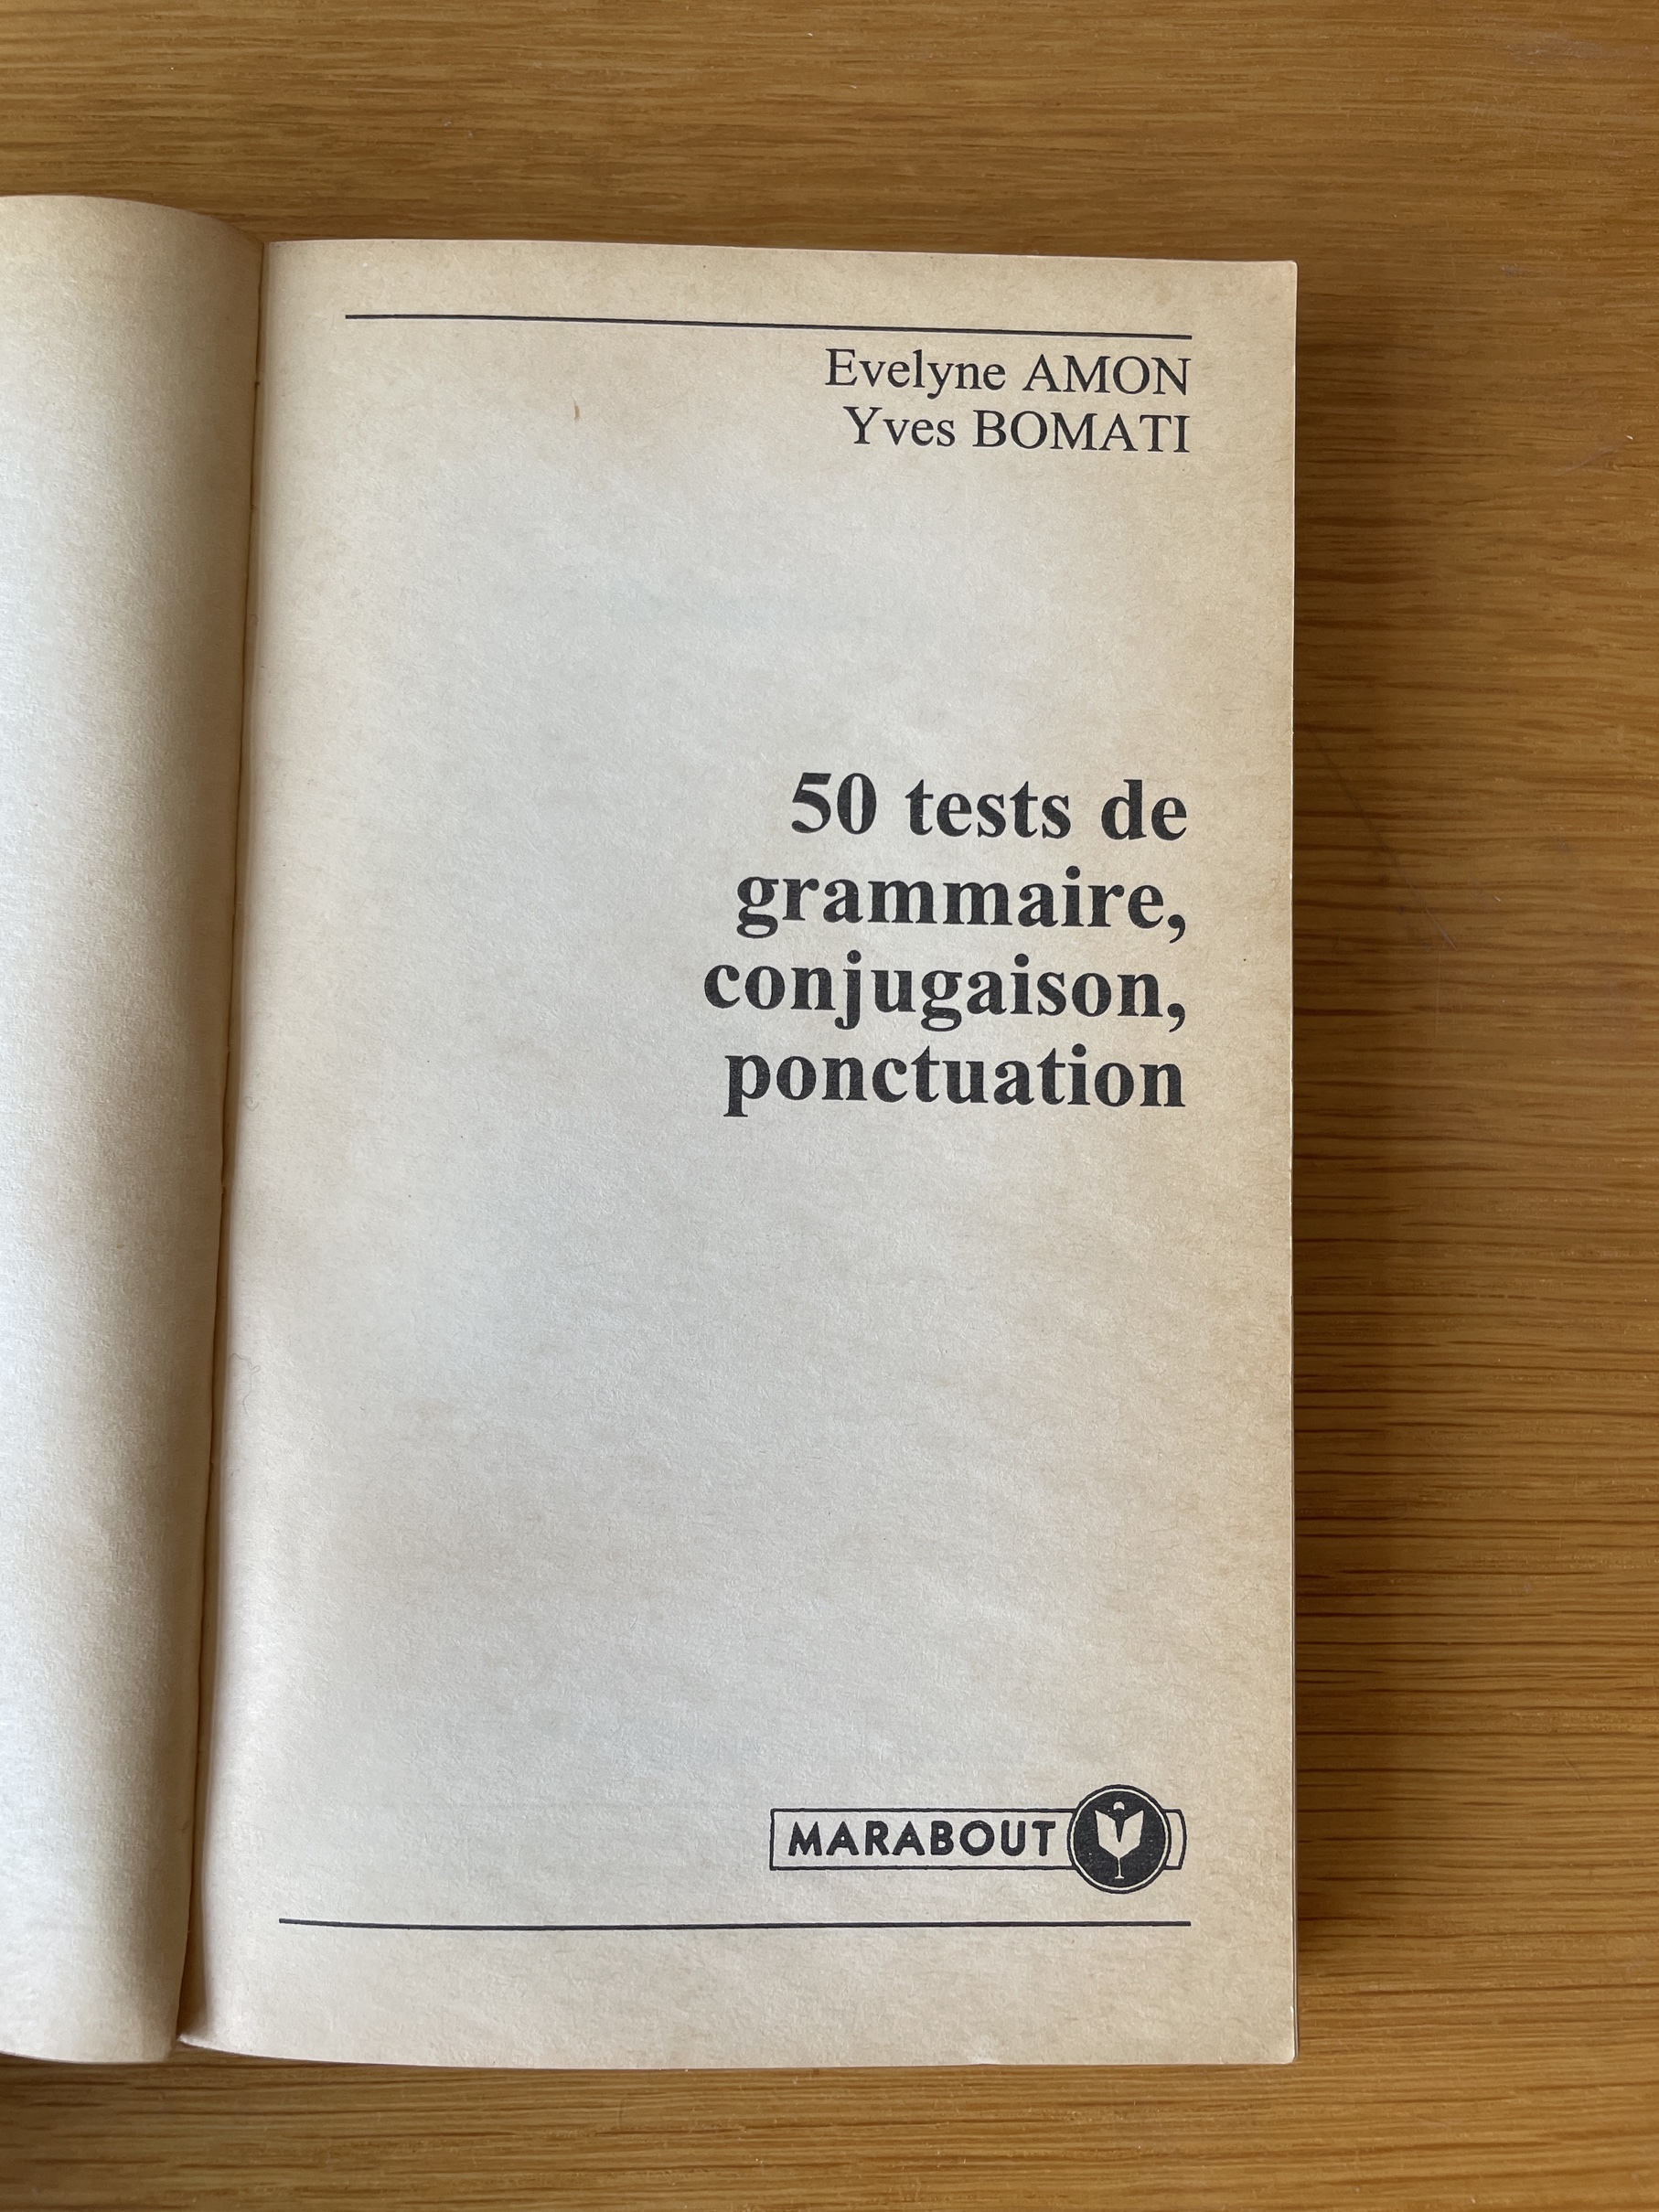 Evelyne AMON
Yves BOMATI
50 tests de
grammaire,
conjugaison,
ponctuation
MARABOUT